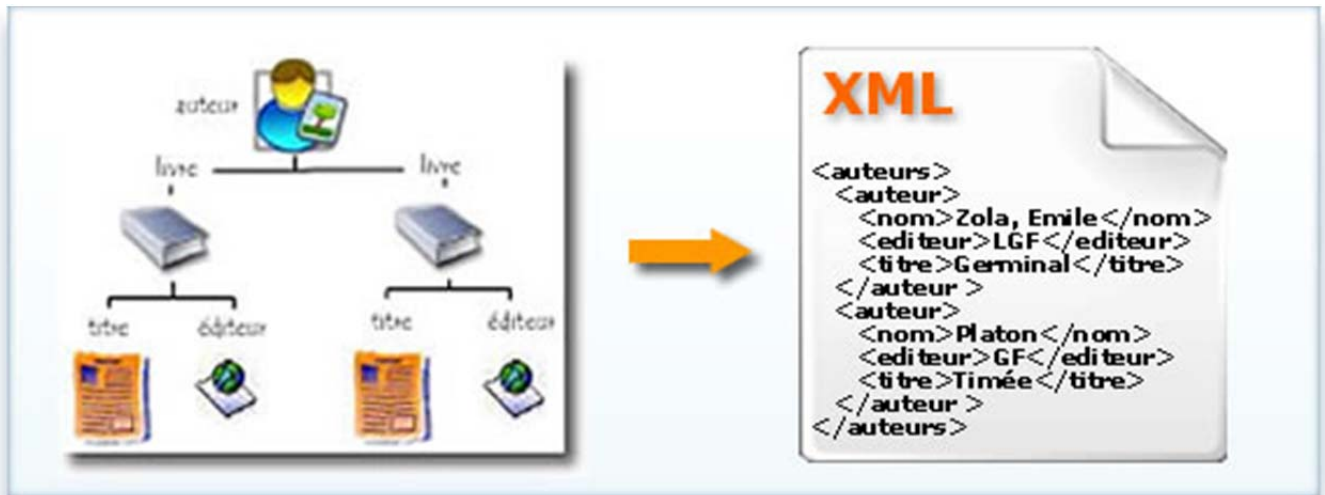 auteur
livre livre
titre éditeur titre éditeur
XML
<auteurs>
<auteur>
<nom>Zola, Emile</nom>
<editeur>LGF</editeur>
<titre>Germinal</titre>
</auteur >
<auteur>
<nom>Platon</nom>
<editeur>GF</editeur>
<titre>Timée</titre>
</auteur >
</auteurs>